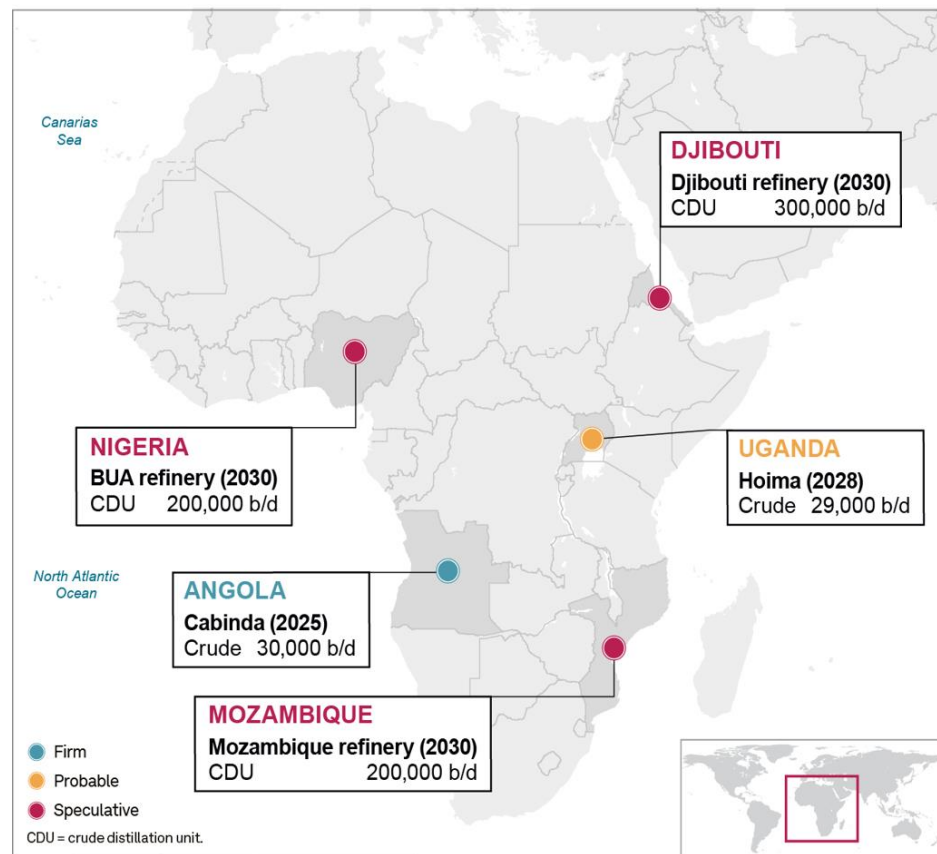 Canarias
Sea
DJIBOUTI
Djibouti refinery (2030)
CDU 300,000 b/d
NIGERIA
BUA refinery (2030)
CDU 200,000 b/d
UGANDA
Hoima (2028)
Crude 29,000 b/d
North Atlantic
Ocean
ANGOLA
Cabinda (2025)
Crude 30,000 b/d
MOZAMBIQUE
Mozambique refinery (2030)
CDU 200,000 b/d
Firm
Probable
Speculative
CDU = crude distillation unit.